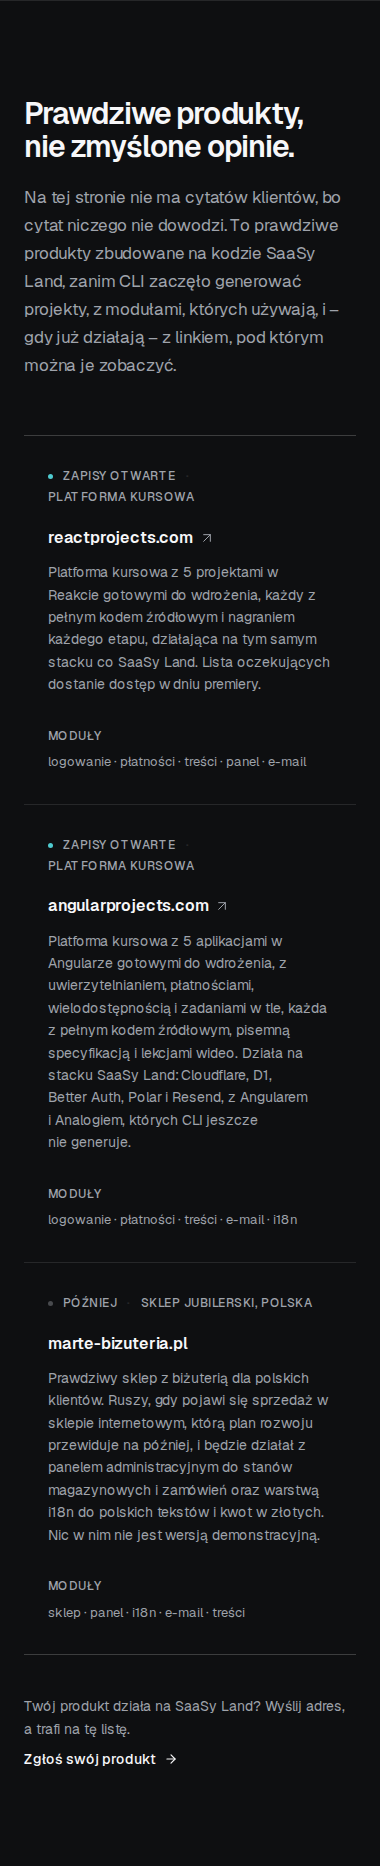 Prawdziwe produkty,
nie zmyślone opinie.
Na tej stronie nie ma cytatów klientów, bo
cytat niczego nie dowodzi. To prawdziwe
produkty zbudowane na kodzie SaaSy
Land, zanim CLI zaczęło generować
projekty, z modułami, których używają, i –
gdy już działają – z linkiem, pod którym
można je zobaczyć.
ZAPISY OTWARTE ·
PLATFORMA KURSOWA
reactprojects.com ↗
Platforma kursowa z 5 projektami w
Reakcie gotowymi do wdrożenia, każdy z
pełnym kodem źródłowym i nagraniem
każdego etapu, działająca na tym samym
stacku co SaaSy Land. Lista oczekujących
dostanie dostęp w dniu premiery.
MODUŁY
logowanie · płatności · treści · panel · e-mail
ZAPISY OTWARTE ·
PLATFORMA KURSOWA
angularprojects.com ↗
Platforma kursowa z 5 aplikacjami w
Angularze gotowymi do wdrożenia, z
uwierzytelnianiem, płatnościami,
wielodostępnością i zadaniami w tle, każda
z pełnym kodem źródłowym, pisemną
specyfikacją i lekcjami wideo. Działa na
stacku SaaSy Land: Cloudflare, D1,
Better Auth, Polar i Resend, z Angularem
i Analogiem, których CLI jeszcze
nie generuje.
MODUŁY
logowanie · płatności · treści · e-mail · i18n
PÓŹNIEJ · SKLEP JUBILERSKI, POLSKA
marte-bizuteria.pl
Prawdziwy sklep z biżuterią dla polskich
klientów. Ruszy, gdy pojawi się sprzedaż w
sklepie internetowym, którą plan rozwoju
przewiduje na później, i będzie działał z
panelem administracyjnym do stanów
magazynowych i zamówień oraz warstwą
i18n do polskich tekstów i kwot w złotych.
Nic w nim nie jest wersją demonstracyjną.
MODUŁY
sklep · panel · i18n · e-mail · treści
Twój produkt działa na SaaSy Land? Wyślij adres,
a trafi na tę listę.
Zgłoś swój produkt →